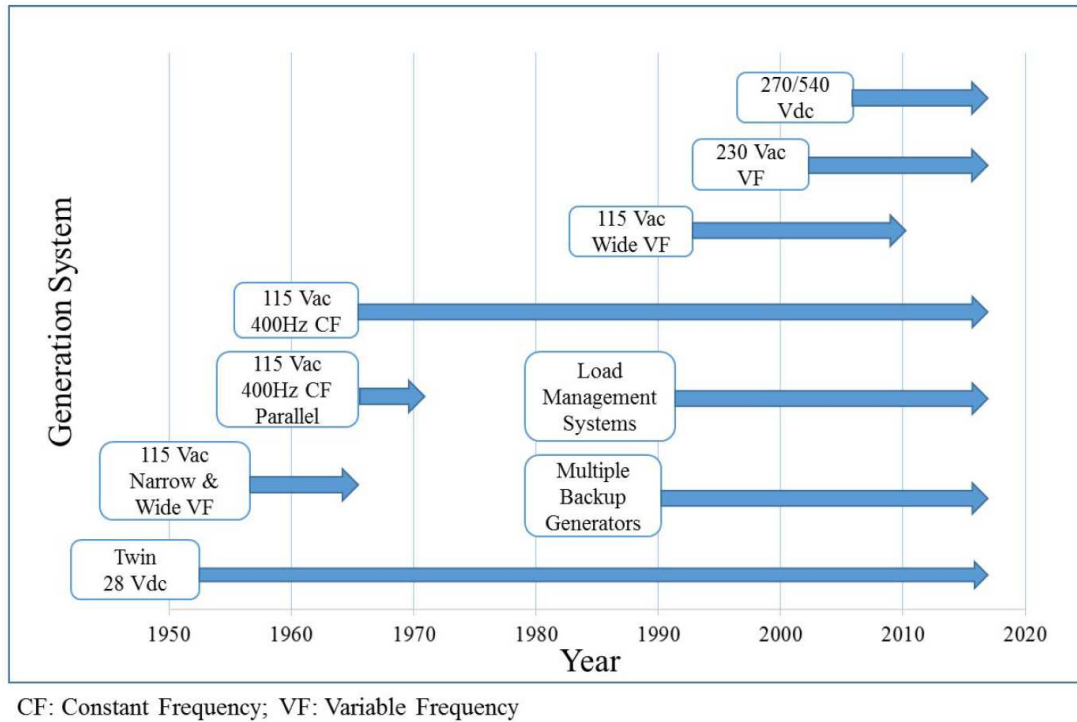 270/540
Vdc
230 Vac
VF
115 Vac
Wide VF
115 Vac
400Hz CF
115 Vac
400Hz CF
Parallel
Load
Management
Systems
115 Vac
Narrow &
Wide VF
Multiple
Backup
Generators
Twin
28 Vdc
Generation System
1950 1960 1970 1980 1990 2000 2010 2020
Year
CF: Constant Frequency; VF: Variable Frequency